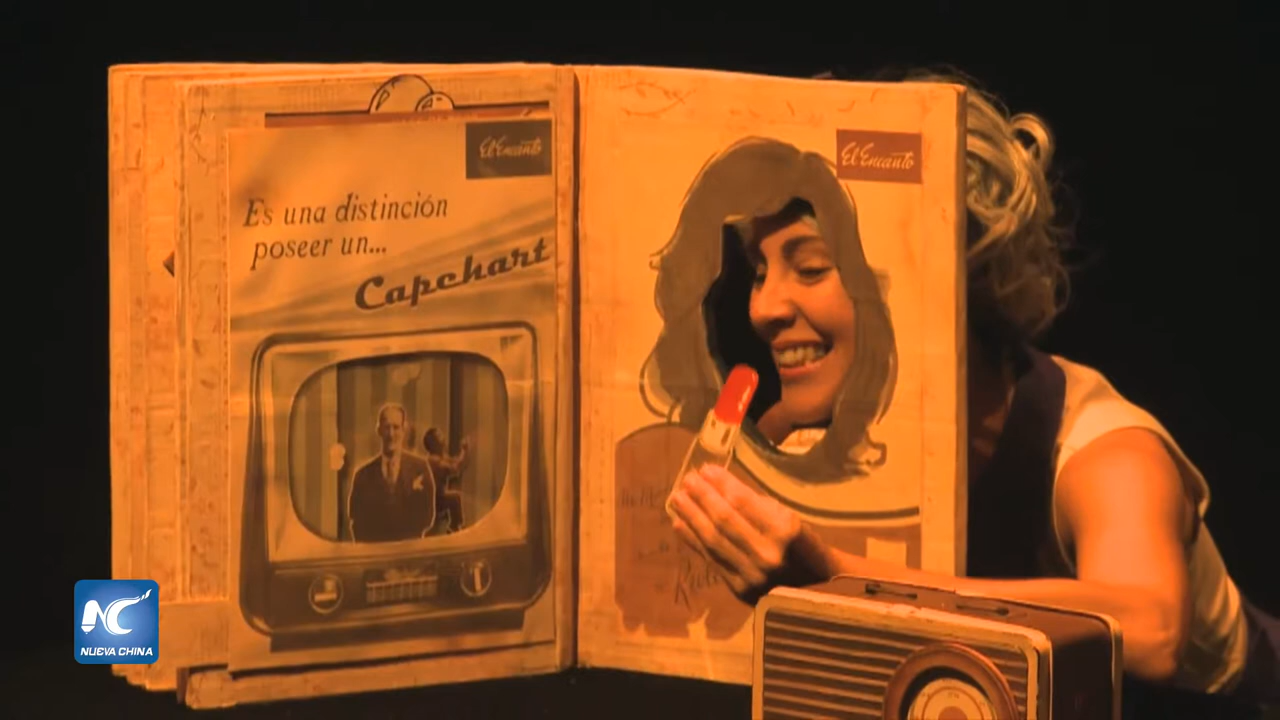 El Encanto
Es una distinción
poseer un...
Capehart
El Encanto
NC
NUEVA CHINA